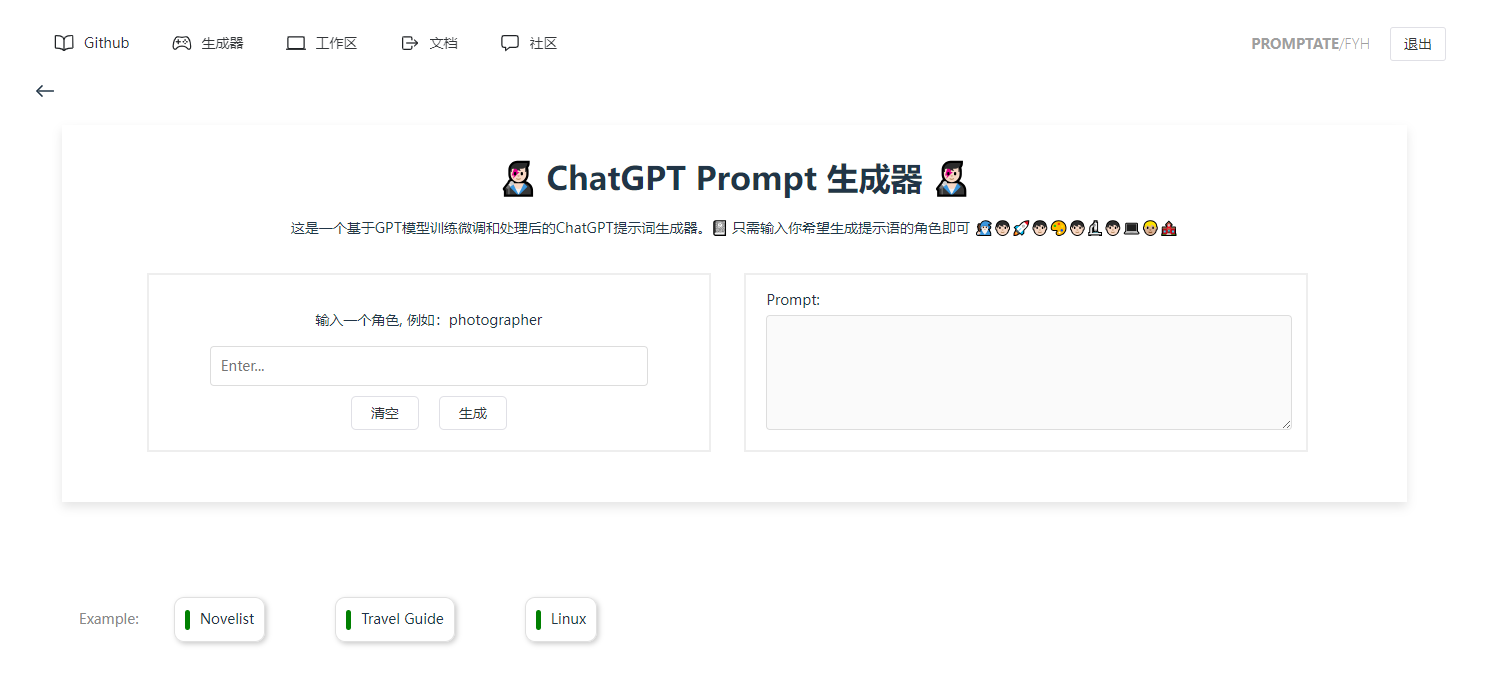 Github 生成器 工作区 文档 社区 PROMPTATE/FYH 退出
ChatGPT Prompt 生成器
这是一个基于GPT模型训练微调和处理后的ChatGPT提示词生成器。 只需输入你希望生成提示语的角色即可
输入一个角色, 例如：photographer
Enter...
清空 生成
Prompt:
Example: Novelist Travel Guide Linux